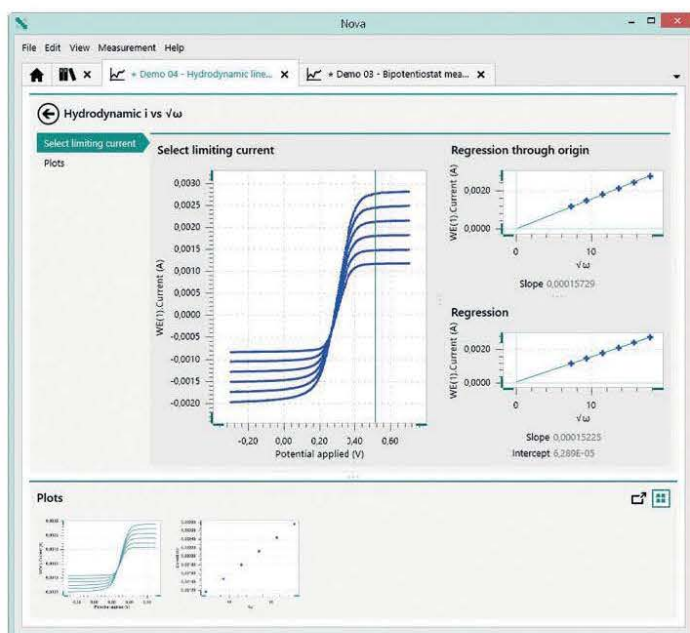 Nova
File Edit View Measurement Help
Demo 04 - Hydrodynamic line...
Demo 03 - Bipotentiostat mea...
Hydrodynamic i vs √ω
Select limiting current
Plots
Select limiting current
0,0030
0,0025
0,0020
0,0015
0,0010
0,0005
0,0000
-0,0005
-0,0010
-0,0015
-0,0020
WE(1).Current (A)
-0,20 0,00 0,20 0,40 0,60
Potential applied (V)
Regression through origin
WE(1).Current (A)
0,0020
0,0000
0 10
√ω
Slope 0,00015729
Regression
WE(1).Current (A)
0,0020
0,0000
0 10
√ω
Slope 0,00015225
Intercept 6,289E-05
Plots